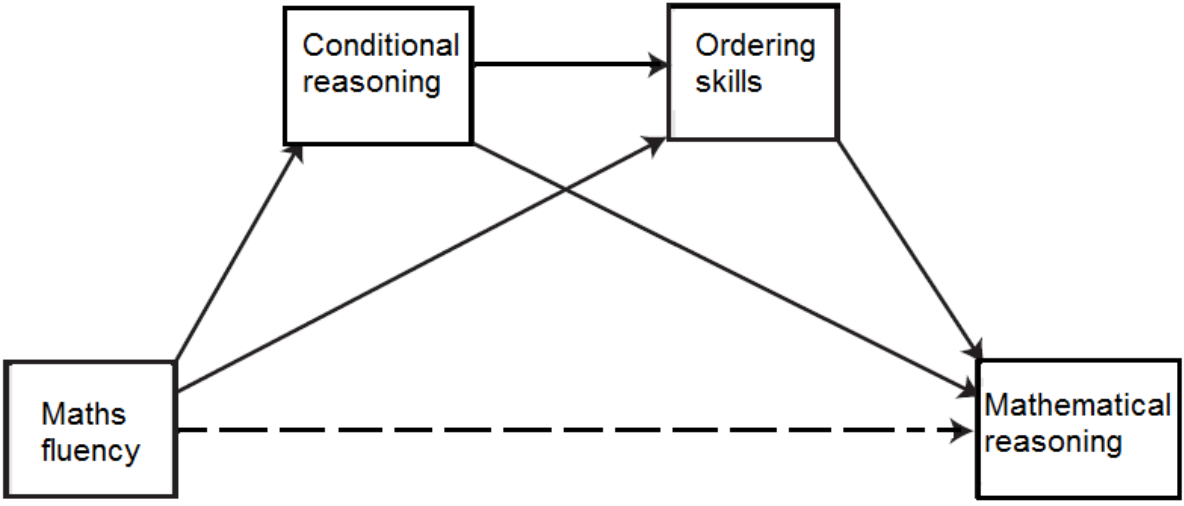 Conditional
reasoning
Ordering
skills
Maths
fluency
Mathematical
reasoning